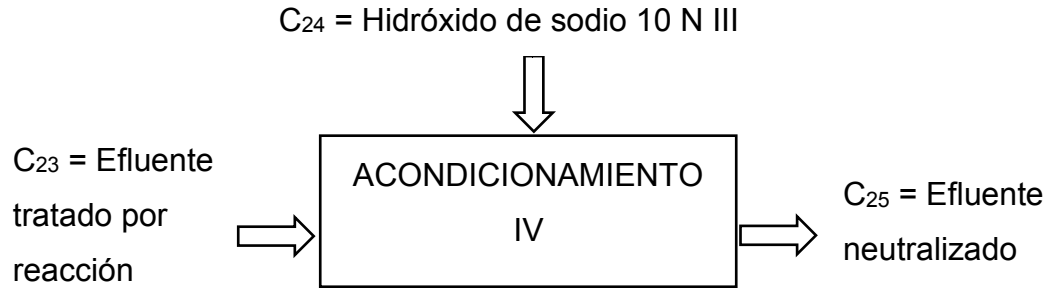 C₂₄ = Hidróxido de sodio 10 N III
C₂₃ = Efluente
tratado por
reacción
ACONDICIONAMIENTO
IV
C₂₅ = Efluente
neutralizado